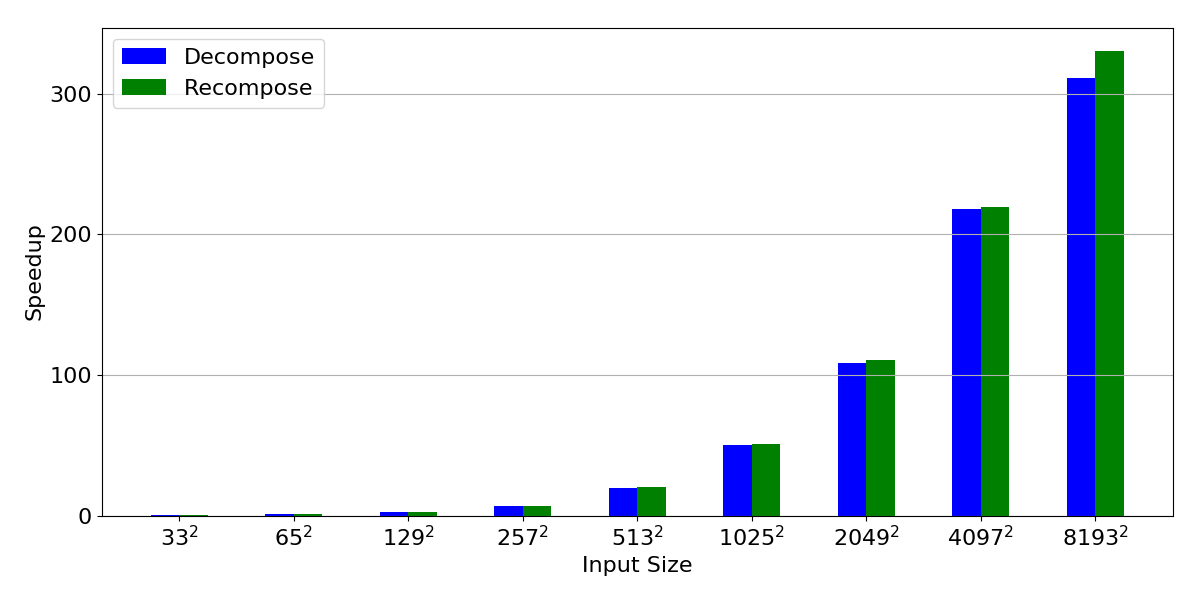 Decompose
Recompose
300
200
100
0
Speedup
33² 65² 129² 257² 513² 1025² 2049² 4097² 8193²
Input Size